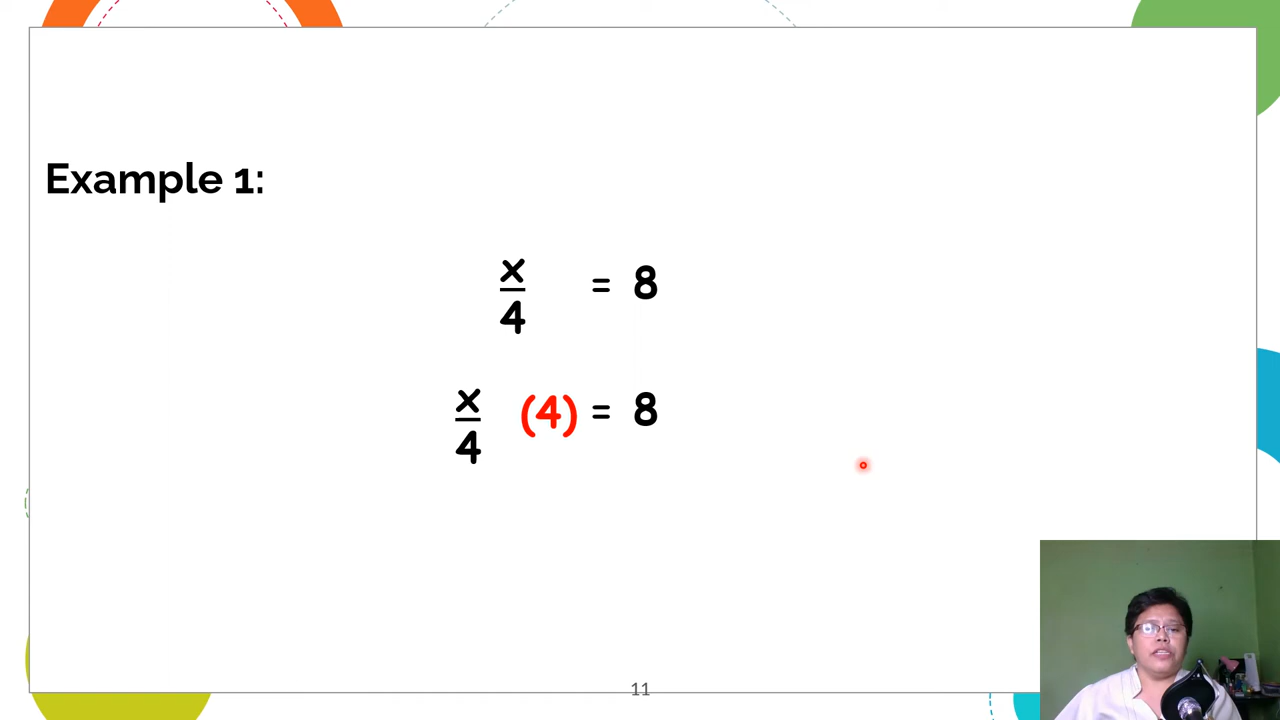 Example 1:
x/4 = 8
x/4 (4) = 8
11